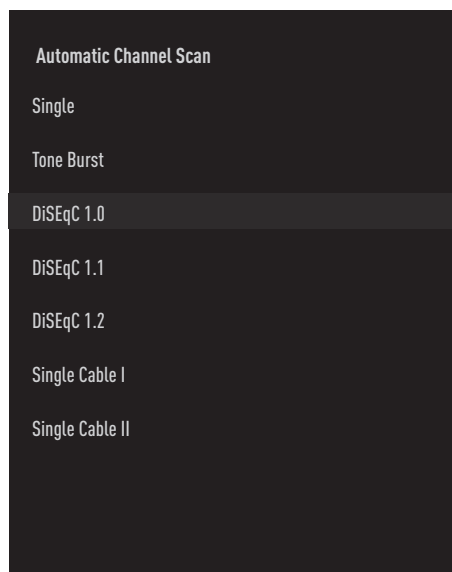 Automatic Channel Scan
Single
Tone Burst
DiSEqC 1.0
DiSEqC 1.1
DiSEqC 1.2
Single Cable I
Single Cable II